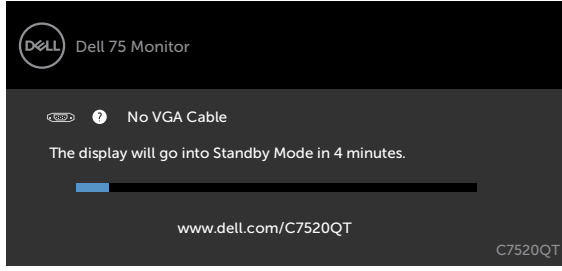 DELL
Dell 75 Monitor
? No VGA Cable
The display will go into Standby Mode in 4 minutes.
www.dell.com/C7520QT
C7520QT